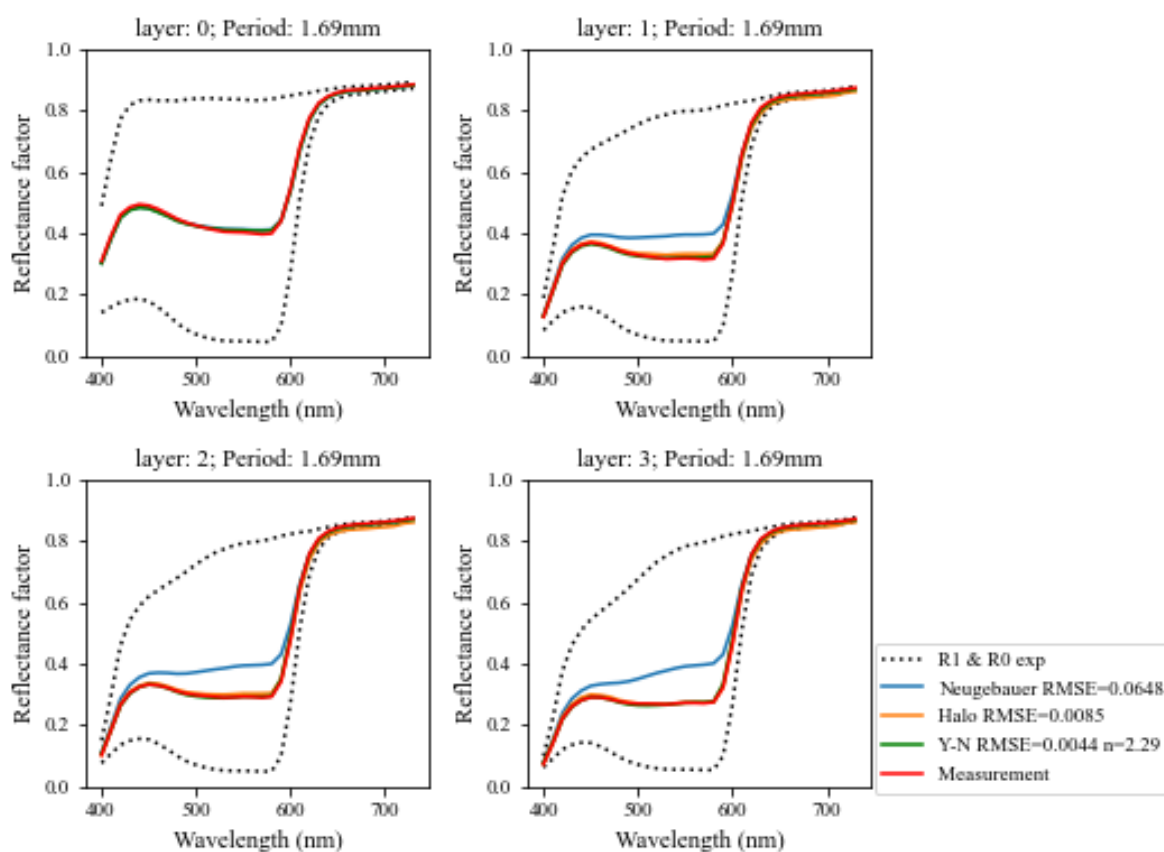 layer: 0; Period: 1.69mm
1.0
0.8
0.6
0.4
0.2
0.0
Reflectance factor
400
500
600
700
Wavelength (nm)
layer: 1; Period: 1.69mm
1.0
0.8
0.6
0.4
0.2
0.0
Reflectance factor
400
500
600
700
Wavelength (nm)
layer: 2; Period: 1.69mm
1.0
0.8
0.6
0.4
0.2
0.0
Reflectance factor
400
500
600
700
Wavelength (nm)
layer: 3; Period: 1.69mm
1.0
0.8
0.6
0.4
0.2
0.0
Reflectance factor
400
500
600
700
Wavelength (nm)
R1 & R0 exp
Neugebauer RMSE=0.0648
Halo RMSE=0.0085
Y-N RMSE=0.0044 n=2.29
Measurement